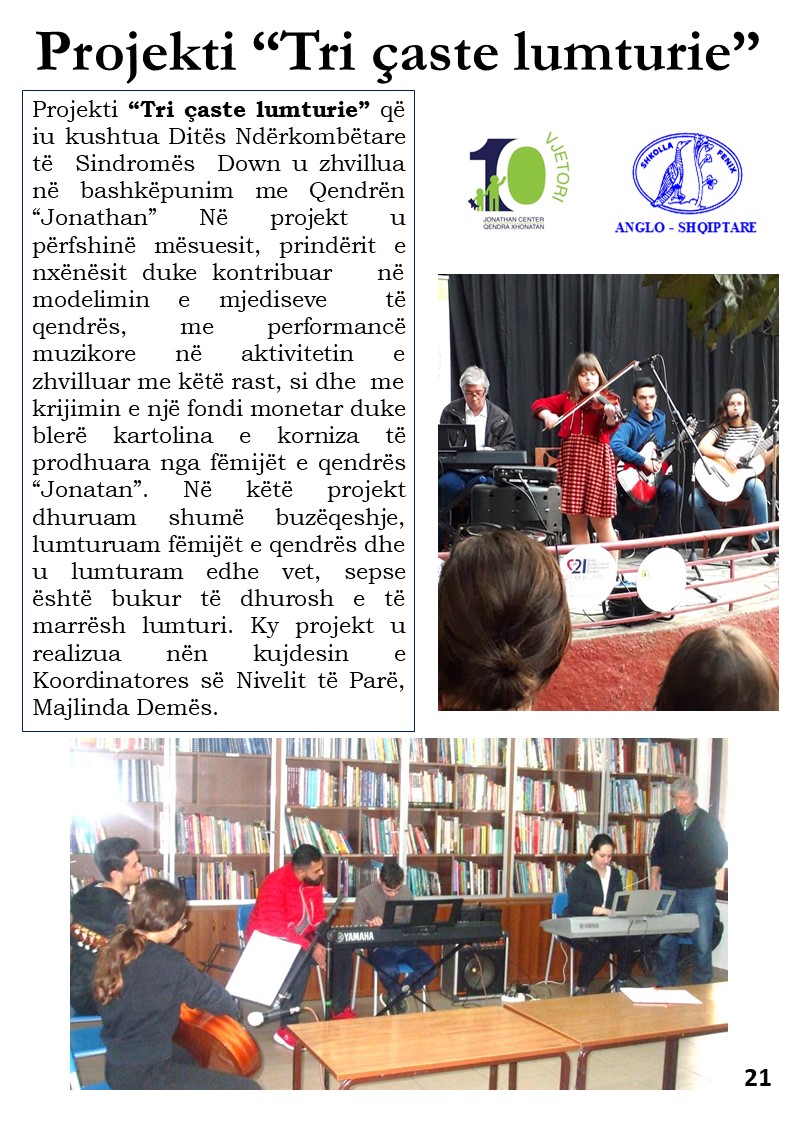 Projekti “Tri çaste lumturie”
Projekti “Tri çaste lumturie” që
iu kushtua Ditës Ndërkombëtare
të Sindromës Down u zhvillua
në bashkëpunim me Qendrën
“Jonathan” Në projekt u
përfshinë mësuesit, prindërit e
nxënësit duke kontribuar në
modelimin e mjediseve të
qendrës, me performancë
muzikore në aktivitetin e
zhvilluar me këtë rast, si dhe me
krijimin e një fondi monetar duke
blerë kartolina e korniza të
prodhuara nga fëmijët e qendrës
“Jonatan”. Në këtë projekt
dhuruam shumë buzëqeshje,
lumturuam fëmijët e qendrës dhe
u lumturam edhe vet, sepse
është bukur të dhurosh e të
marrësh lumturi. Ky projekt u
realizua nën kujdesin e
Koordinatores së Nivelit të Parë,
Majlinda Demës.
10 VJETORI
JONATHAN CENTER
QENDRA XHONATAN
SHKOLLA FENIX
ANGLO - SHQIPTARE
21
YAMAHA
YAMAHA
21